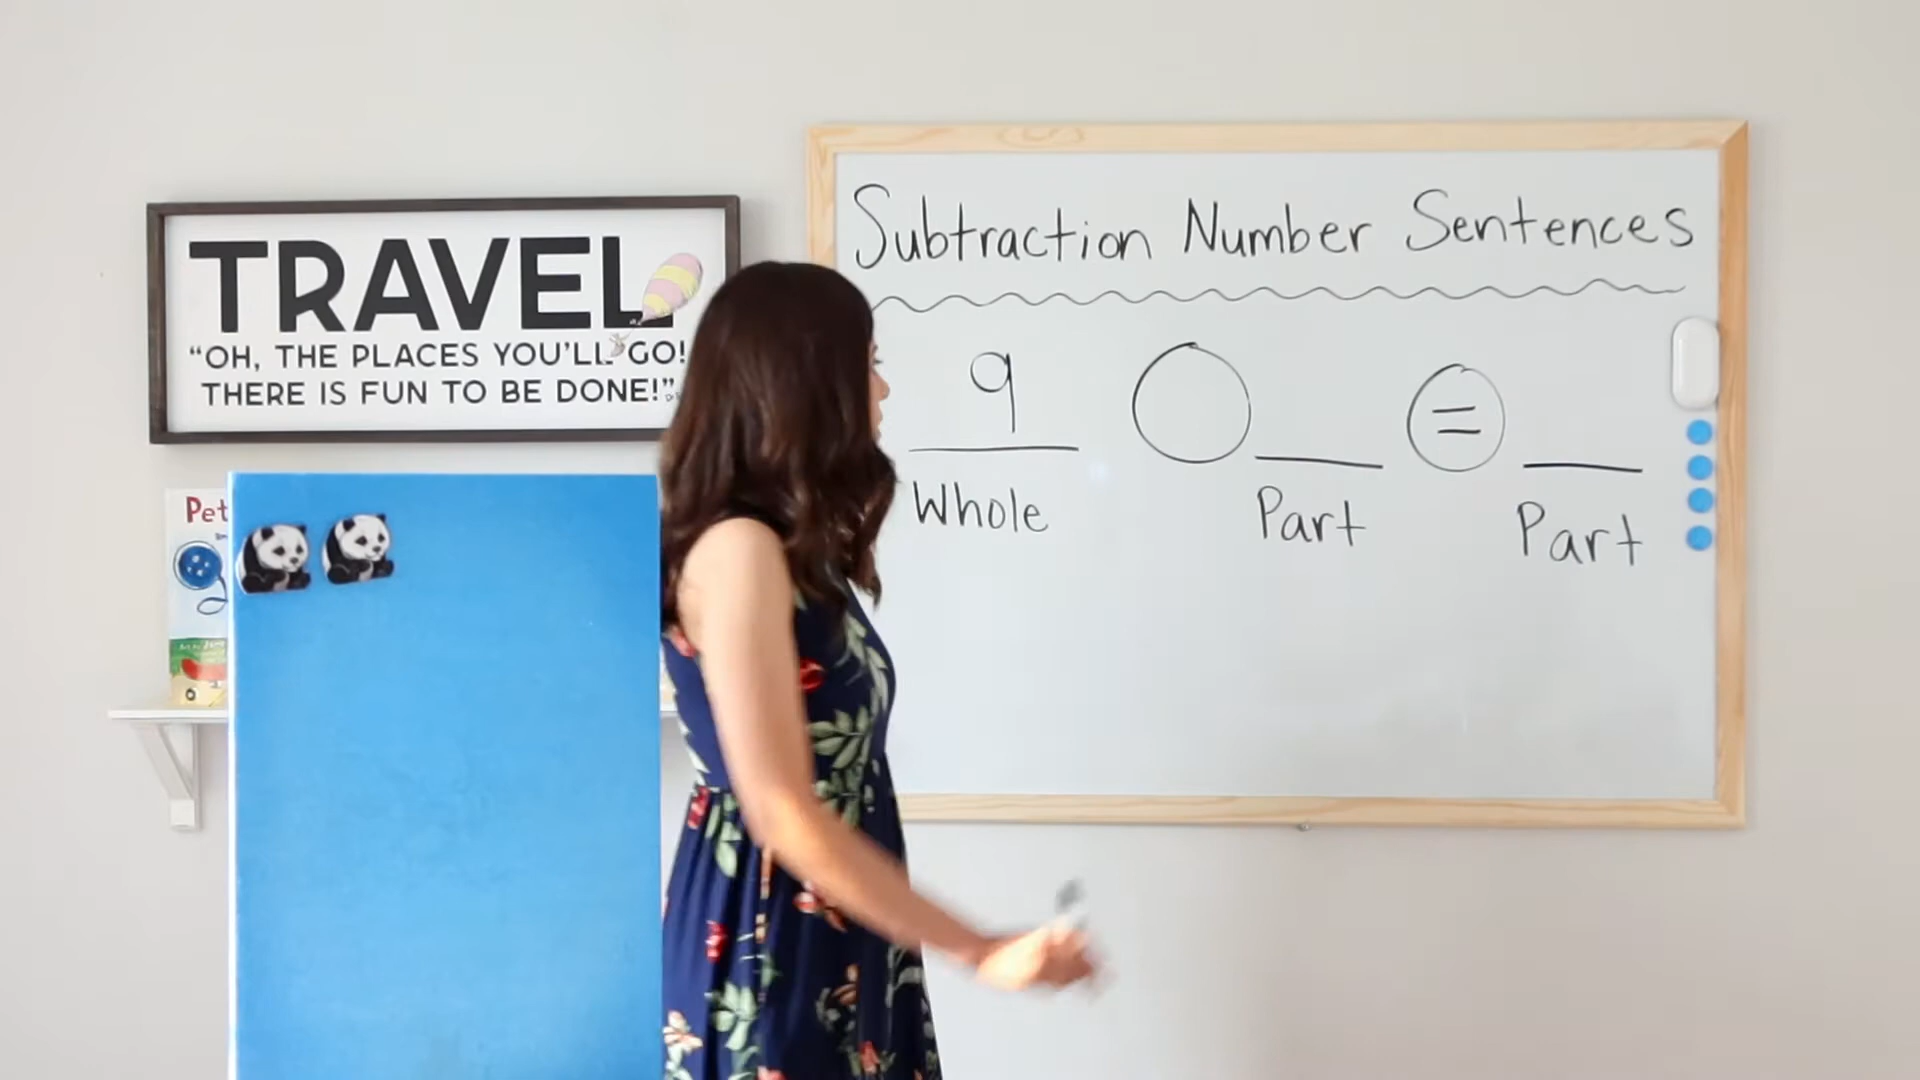 TRAVEL
“OH, THE PLACES YOU'LL GO!
THERE IS FUN TO BE DONE!”
Pet
Subtraction Number Sentences
9 =
Whole Part Part